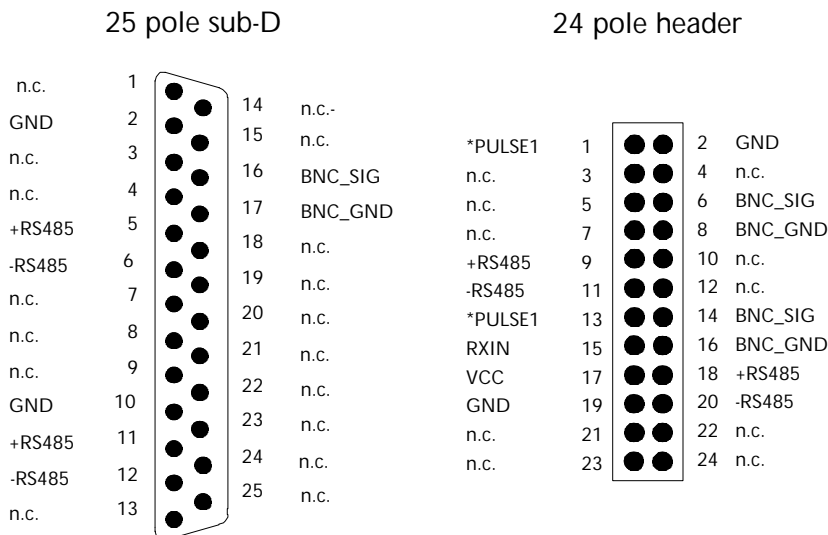 25 pole sub-D
n.c. 1
GND 2
n.c. 3
n.c. 4
+RS485 5
-RS485 6
n.c. 7
n.c. 8
n.c. 9
GND 10
+RS485 11
-RS485 12
n.c. 13
14 n.c.-
15 n.c.
16 BNC_SIG
17 BNC_GND
18 n.c.
19 n.c.
20 n.c.
21 n.c.
22 n.c.
23 n.c.
24 n.c.
25 n.c.
24 pole header
*PULSE1 1 2 GND
n.c. 3 4 n.c.
n.c. 5 6 BNC_SIG
n.c. 7 8 BNC_GND
+RS485 9 10 n.c.
-RS485 11 12 n.c.
*PULSE1 13 14 BNC_SIG
RXIN 15 16 BNC_GND
VCC 17 18 +RS485
GND 19 20 -RS485
n.c. 21 22 n.c.
n.c. 23 24 n.c.